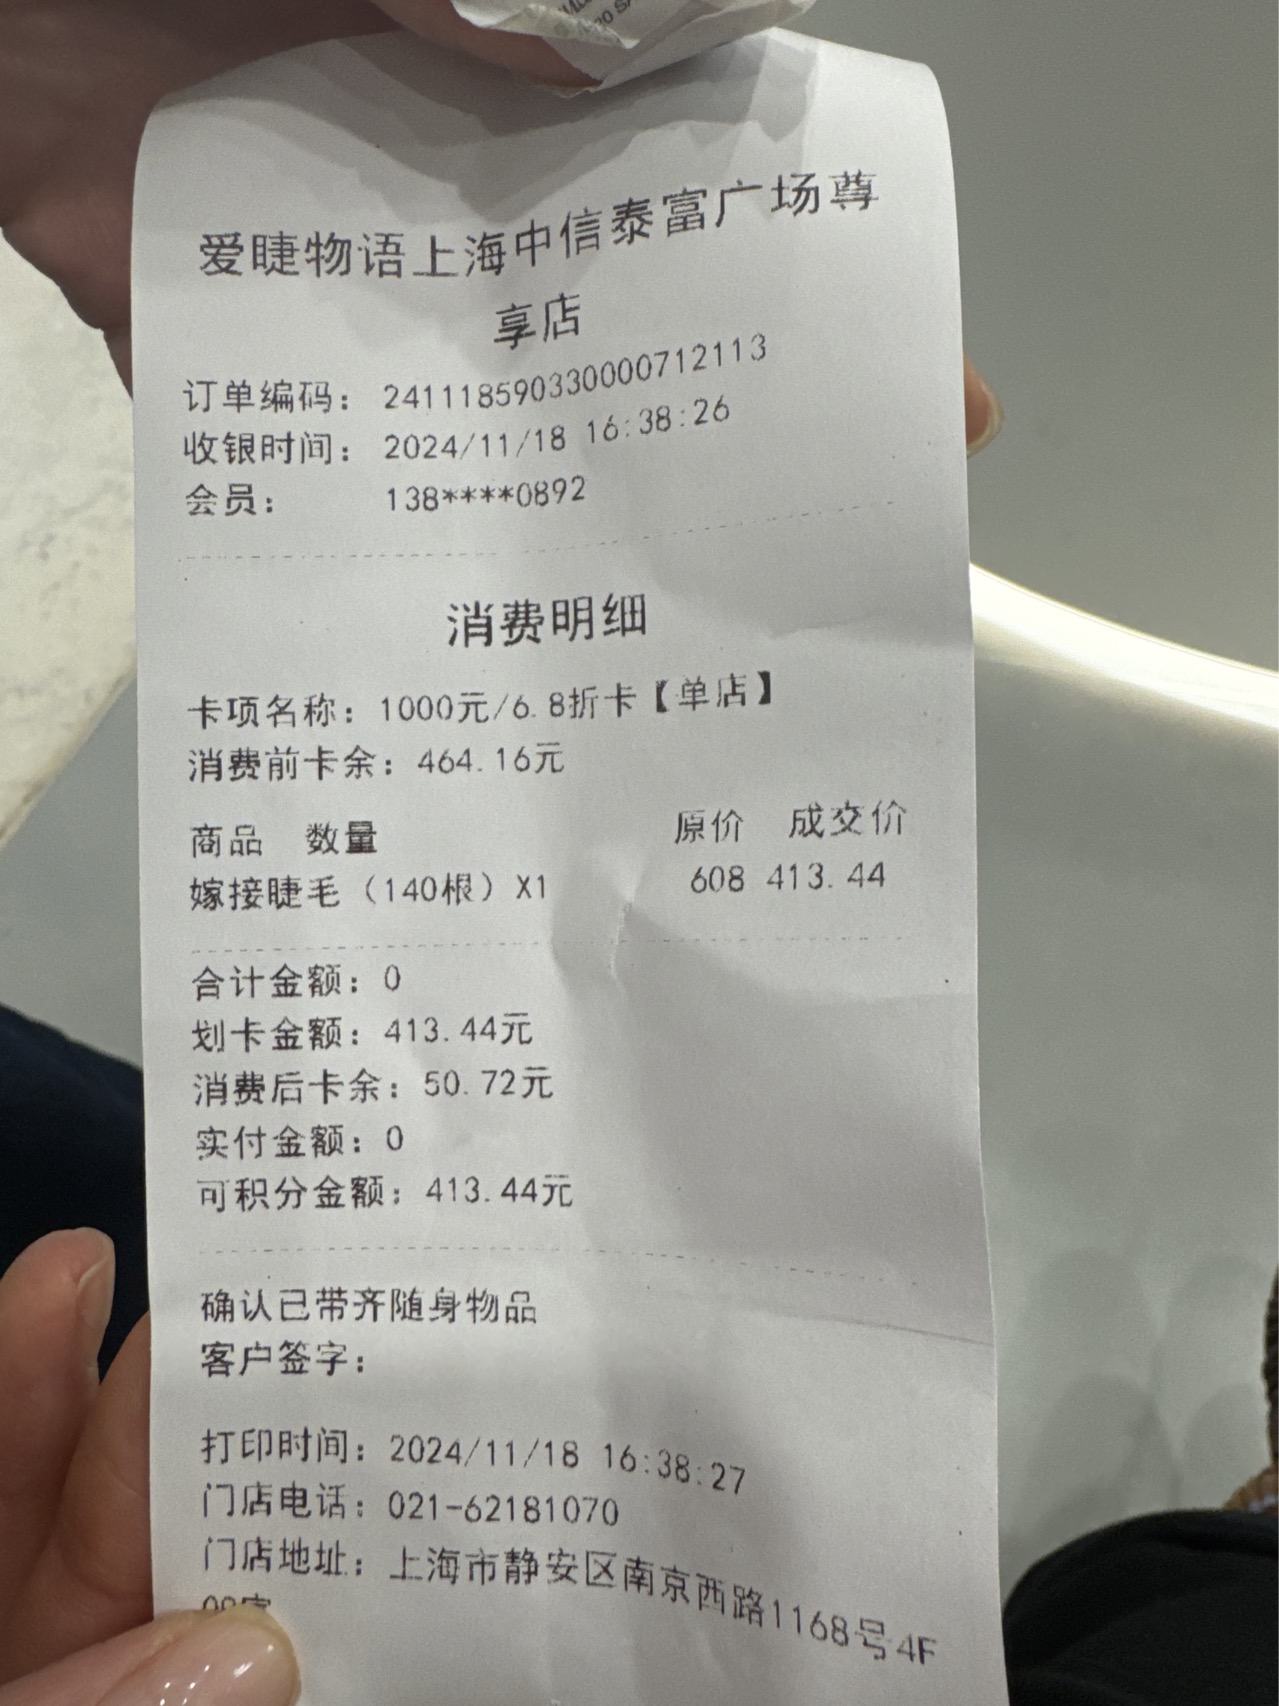 爱睫物语上海中信泰富广场尊
享店
订单编码：241118590330000712113
收银时间：2024/11/18 16:38:26
会员：138****0892
消费明细
卡项名称：1000元/6.8折卡【单店】
消费前卡余：464.16元
商品 数量 原价 成交价
嫁接睫毛（140根）X1 608 413.44
合计金额：0
划卡金额：413.44元
消费后卡余：50.72元
实付金额：0
可积分金额：413.44元
确认已带齐随身物品
客户签字：
打印时间：2024/11/18 16:38:27
门店电话：021-62181070
门店地址：上海市静安区南京西路1168号4F